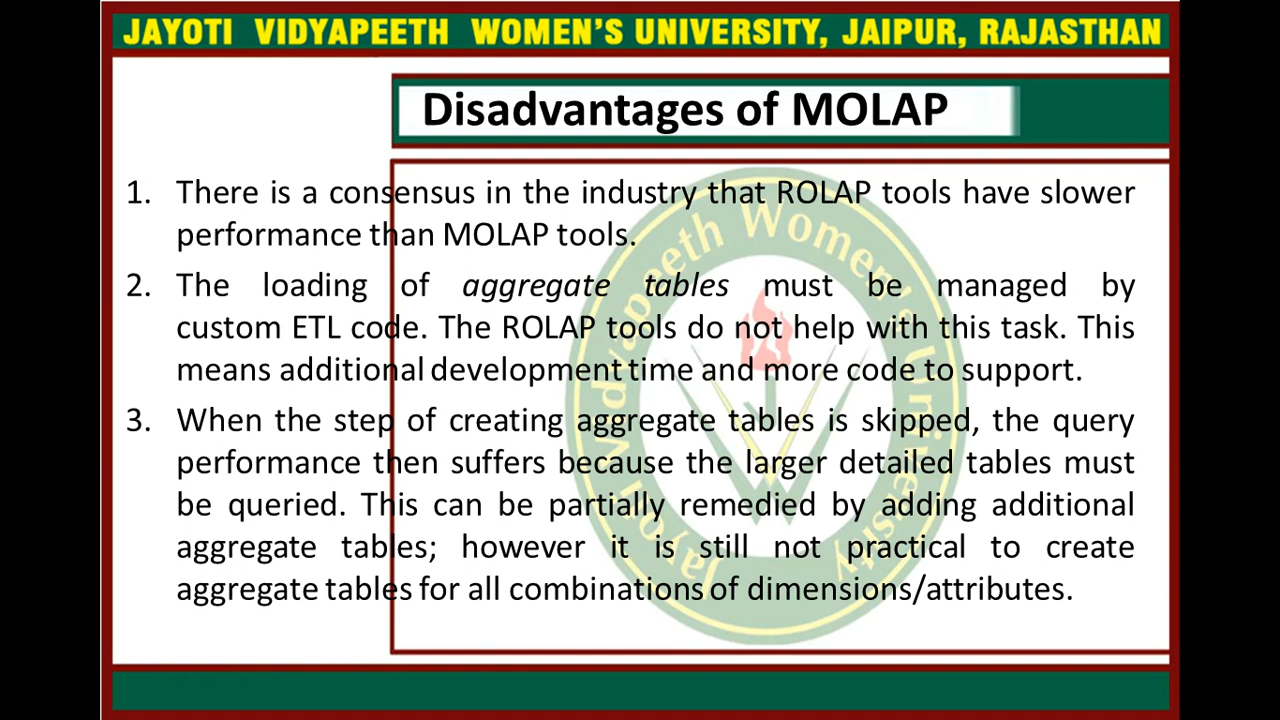 JAYOTI VIDYAPEETH WOMEN'S UNIVERSITY, JAIPUR, RAJASTHAN
Disadvantages of MOLAP
1. There is a consensus in the industry that ROLAP tools have slower
performance than MOLAP tools.
2. The loading of aggregate tables must be managed by
custom ETL code. The ROLAP tools do not help with this task. This
means additional development time and more code to support.
3. When the step of creating aggregate tables is skipped, the query
performance then suffers because the larger detailed tables must
be queried. This can be partially remedied by adding additional
aggregate tables; however it is still not practical to create
aggregate tables for all combinations of dimensions/attributes.
Jayoti Vidyapeeth Women's University